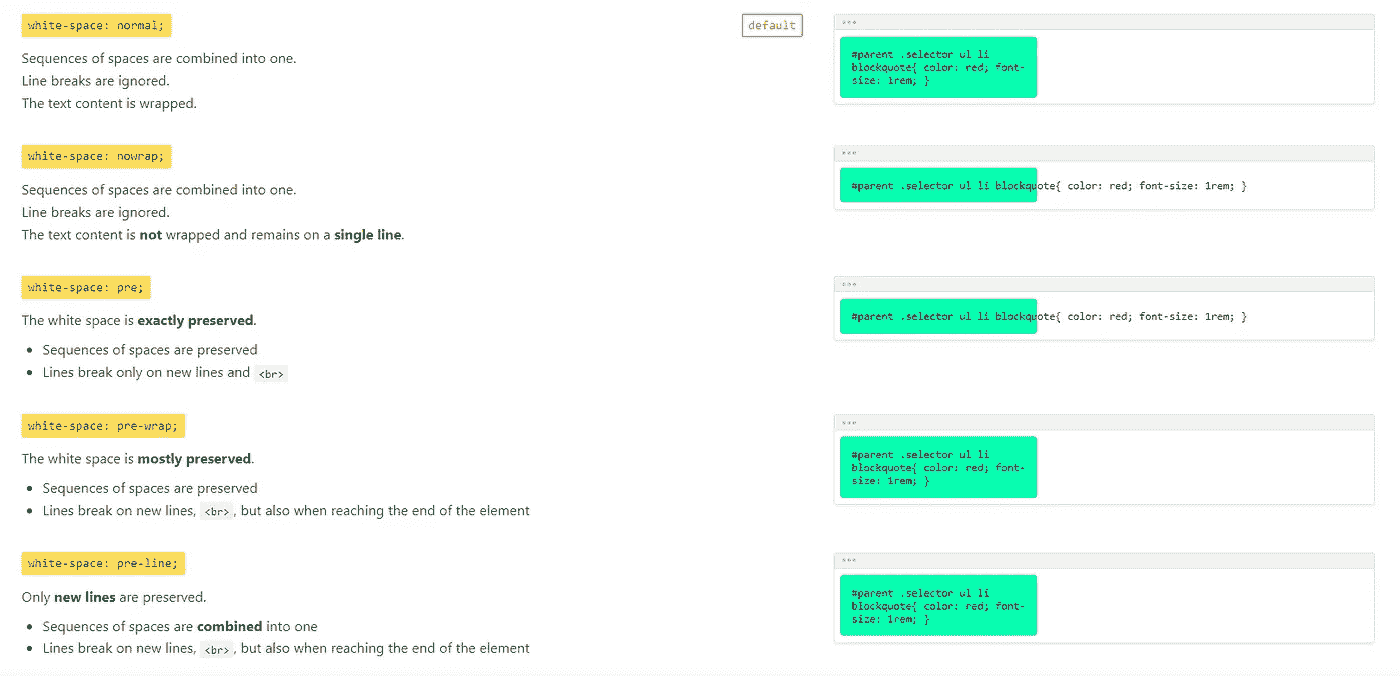 white-space: normal;
default
Sequences of spaces are combined into one.
Line breaks are ignored.
The text content is wrapped.
#parent .selector ul li
blockquote{ color: red; font-
size: 1rem; }
white-space: nowrap;
Sequences of spaces are combined into one.
Line breaks are ignored.
The text content is not wrapped and remains on a single line.
#parent .selector ul li blockquote{ color: red; font-size: 1rem; }
white-space: pre;
The white space is exactly preserved.
• Sequences of spaces are preserved
• Lines break only on new lines and <br>
#parent .selector ul li blockquote{ color: red; font-size: 1rem; }
white-space: pre-wrap;
The white space is mostly preserved.
• Sequences of spaces are preserved
• Lines break on new lines, <br>, but also when reaching the end of the element
#parent .selector ul li
blockquote{ color: red; font-
size: 1rem; }
white-space: pre-line;
Only new lines are preserved.
• Sequences of spaces are combined into one
• Lines break on new lines, <br>, but also when reaching the end of the element
#parent .selector ul li
blockquote{ color: red; font-
size: 1rem; }